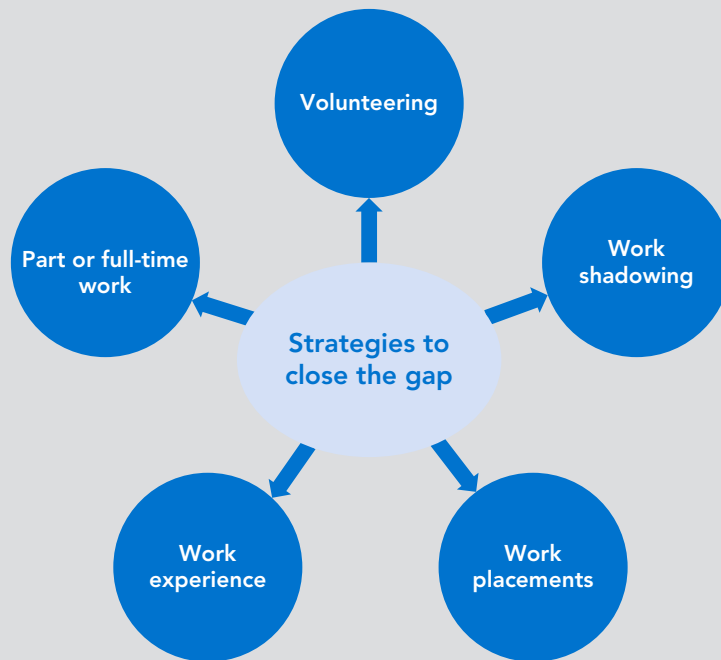 Volunteering
Part or full-time
work
Work
shadowing
Strategies to
close the gap
Work
experience
Work
placements